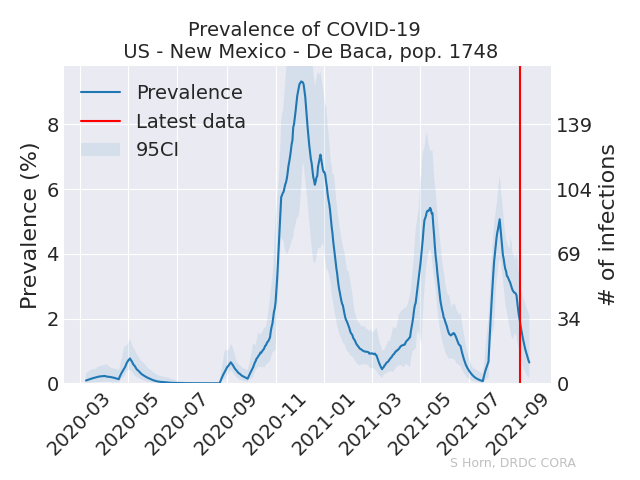 Prevalence of COVID-19
US - New Mexico - De Baca, pop. 1748
Prevalence
Latest data
95CI
Prevalence (%)
8
6
4
2
0
# of infections
139
104
69
34
0
2020-03
2020-05
2020-07
2020-09
2020-11
2021-01
2021-03
2021-05
2021-07
2021-09
S Horn, DRDC CORA